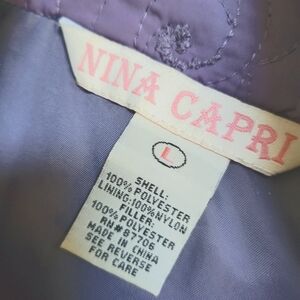 NINA CAPRI
L
SHELL:
100% POLYESTER
LINING:100% NYLON
FILLER:
100% POLYESTER
RN# 87706
MADE IN CHINA
SEE REVERSE
FOR CARE